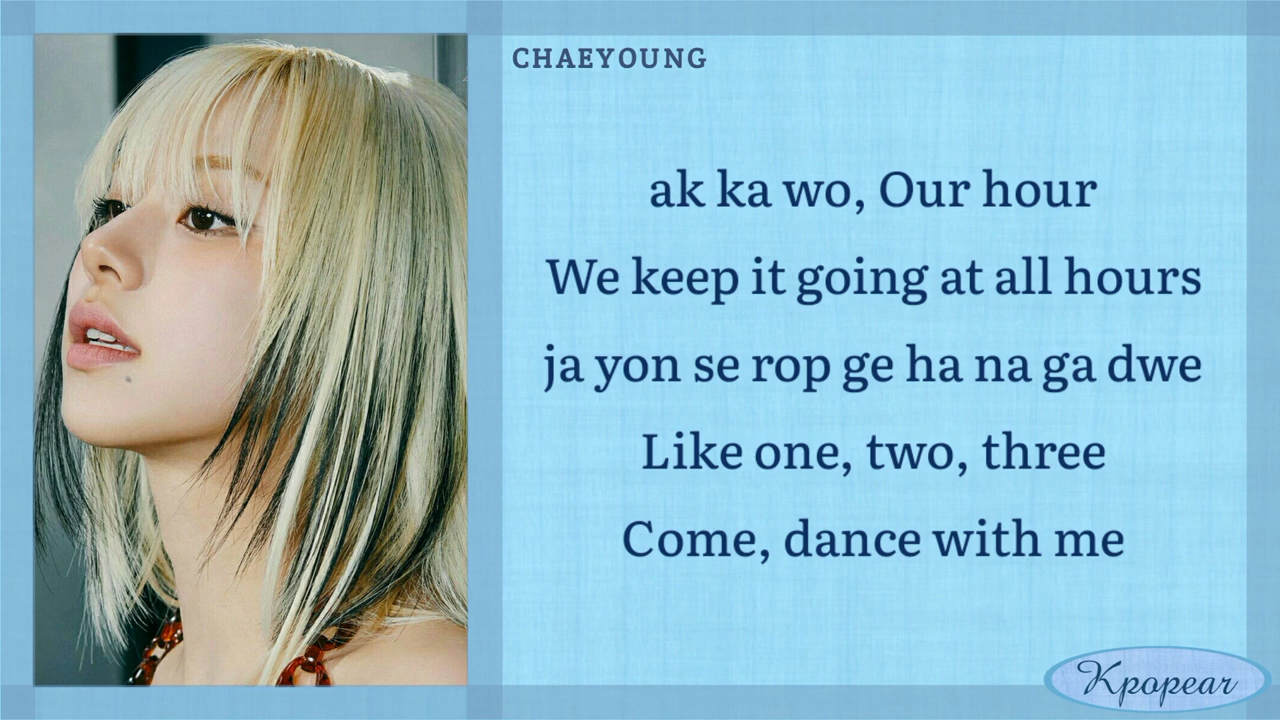 CHAEYOUNG
ak ka wo, Our hour
We keep it going at all hours
ja yon se rop ge ha na ga dwe
Like one, two, three
Come, dance with me
Kpopear